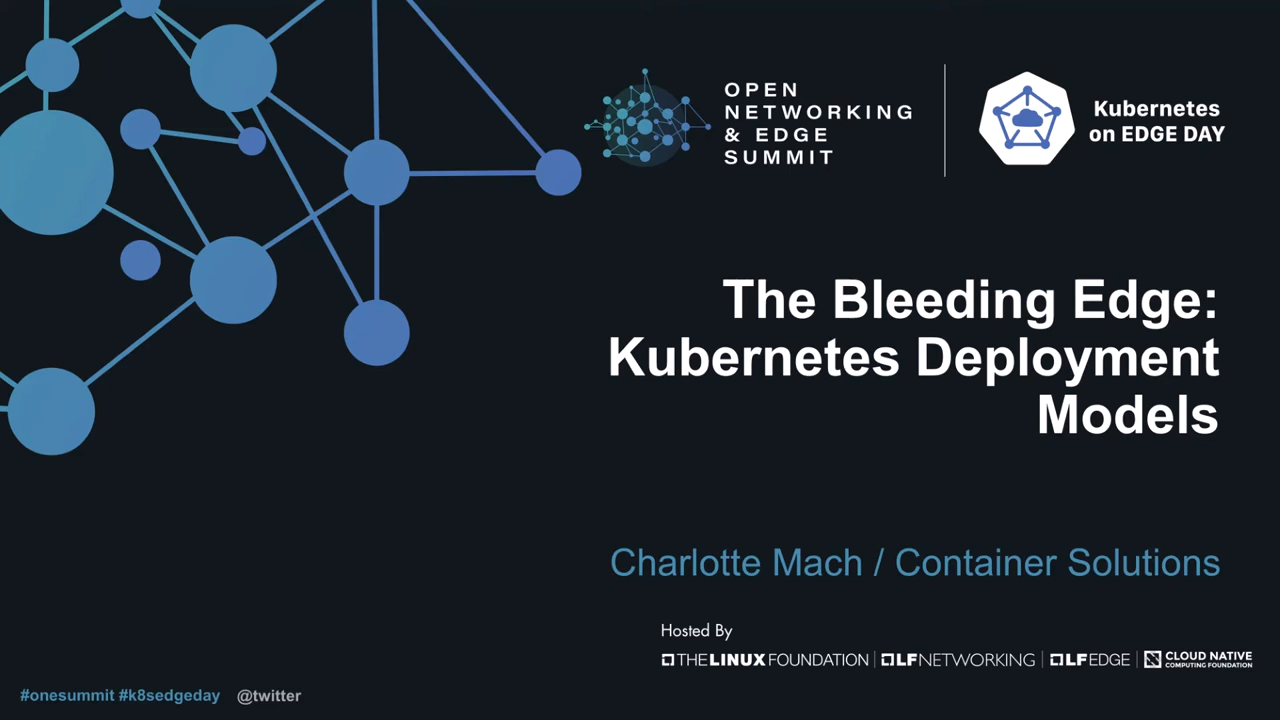 OPEN
NETWORKING
& EDGE
SUMMIT
Kubernetes
on EDGE DAY
The Bleeding Edge:
Kubernetes Deployment
Models
Charlotte Mach / Container Solutions
Hosted By
THE LINUX FOUNDATION | LF NETWORKING | LF EDGE | CLOUD NATIVE
COMPUTING FOUNDATION
#onesummit #k8sedgeday @twitter